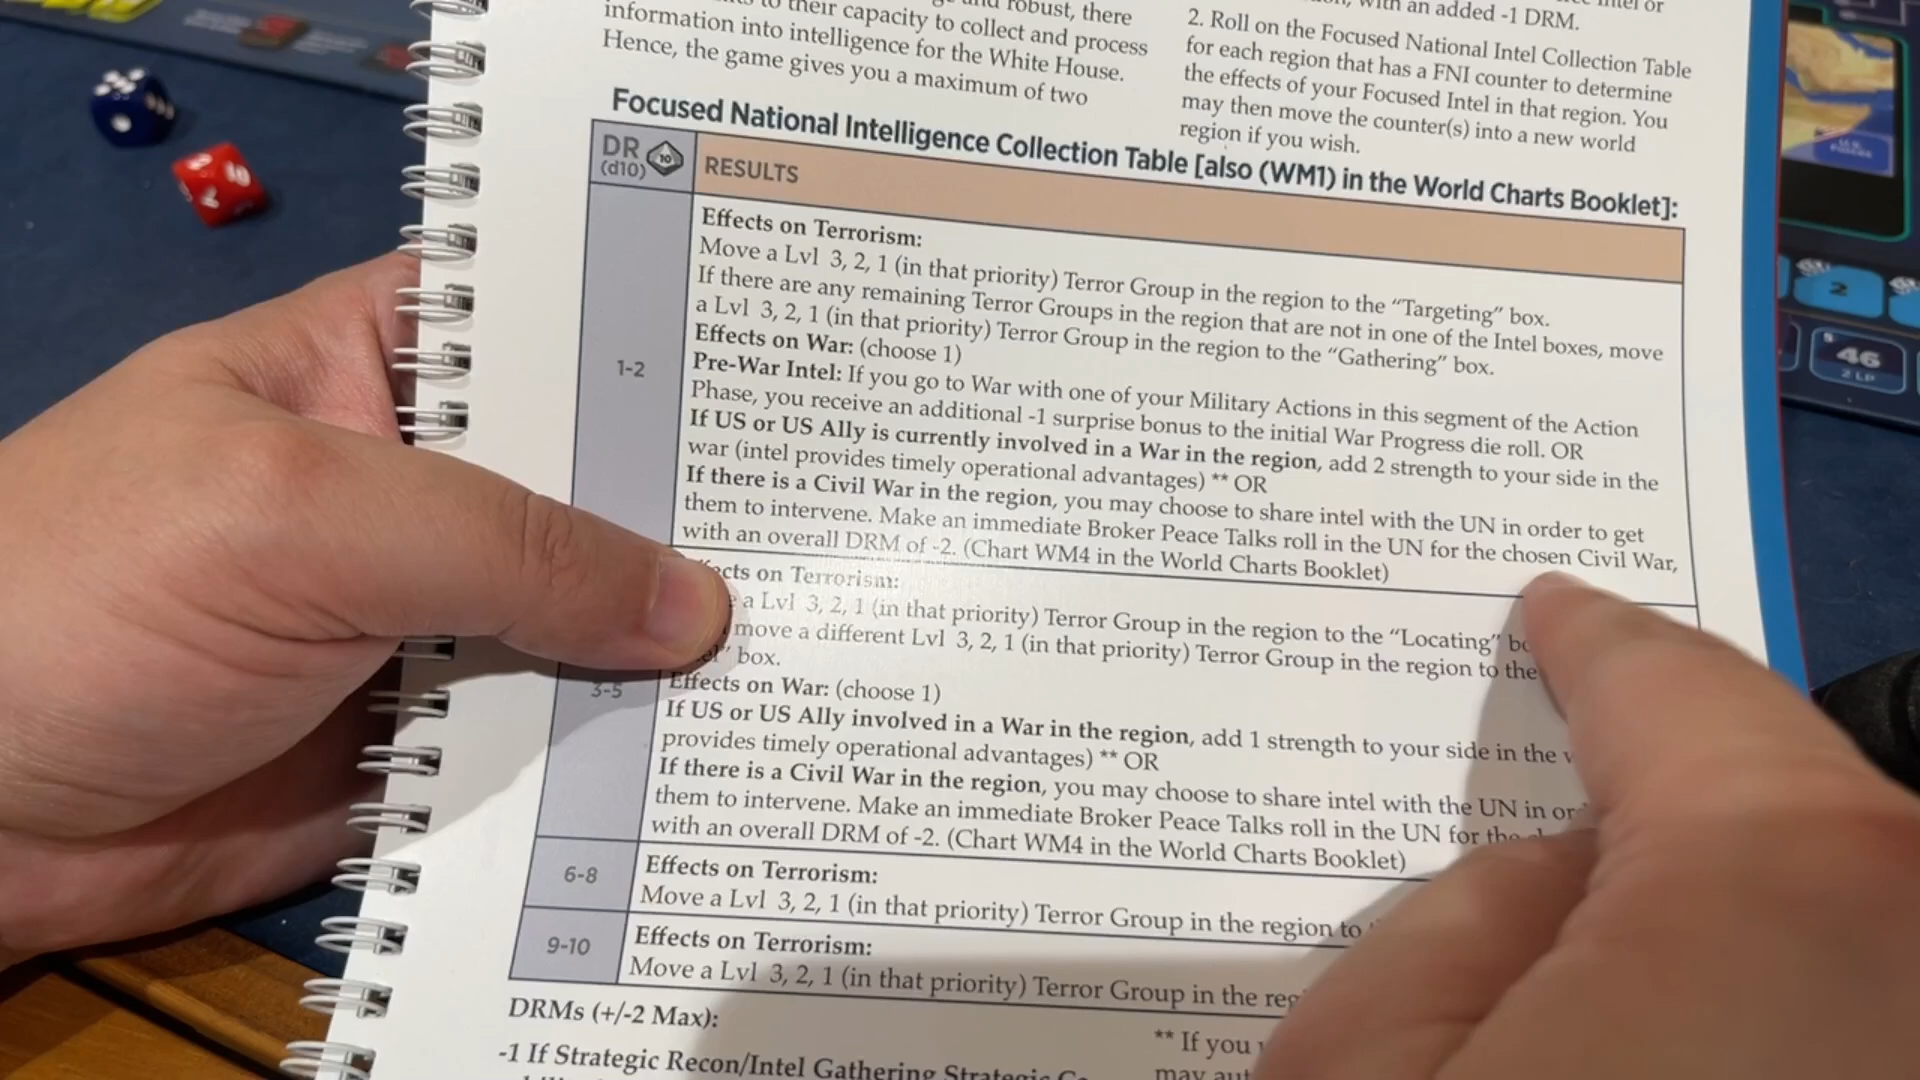 and robust, there
to their capacity to collect and process
information into intelligence for the White House.
Hence, the game gives you a maximum of two
Intel or
with an added -1 DRM.
2. Roll on the Focused National Intel Collection Table
for each region that has a FNI counter to determine
the effects of your Focused Intel in that region. You
may then move the counter(s) into a new world
region if you wish.
Focused National Intelligence Collection Table [also (WM1) in the World Charts Booklet]:
DR
(d10)
10
RESULTS
1-2
Effects on Terrorism:
Move a Lvl 3, 2, 1 (in that priority) Terror Group in the region to the “Targeting” box.
If there are any remaining Terror Groups in the region that are not in one of the Intel boxes, move
a Lvl 3, 2, 1 (in that priority) Terror Group in the region to the “Gathering” box.
Effects on War: (choose 1)
Pre-War Intel: If you go to War with one of your Military Actions in this segment of the Action
Phase, you receive an additional -1 surprise bonus to the initial War Progress die roll. OR
If US or US Ally is currently involved in a War in the region, add 2 strength to your side in the
war (intel provides timely operational advantages) ** OR
If there is a Civil War in the region, you may choose to share intel with the UN in order to get
them to intervene. Make an immediate Broker Peace Talks roll in the UN for the chosen Civil War,
with an overall DRM of -2. (Chart WM4 in the World Charts Booklet)
3-5
on Terrorism:
a Lvl 3, 2, 1 (in that priority) Terror Group in the region to the “Locating”
move a different Lvl 3, 2, 1 (in that priority) Terror Group in the region to the
box.
Effects on War: (choose 1)
If US or US Ally involved in a War in the region, add 1 strength to your side in the
provides timely operational advantages) ** OR
If there is a Civil War in the region, you may choose to share intel with the UN in
them to intervene. Make an immediate Broker Peace Talks roll in the UN for the
with an overall DRM of -2. (Chart WM4 in the World Charts Booklet)
6-8
Effects on Terrorism:
Move a Lvl 3, 2, 1 (in that priority) Terror Group in the region to
9-10
Effects on Terrorism:
Move a Lvl 3, 2, 1 (in that priority) Terror Group in the
DRMs (+/-2 Max):
-1 If Strategic Recon/Intel Gathering Strategic
** If you
may
2
46
2 LP